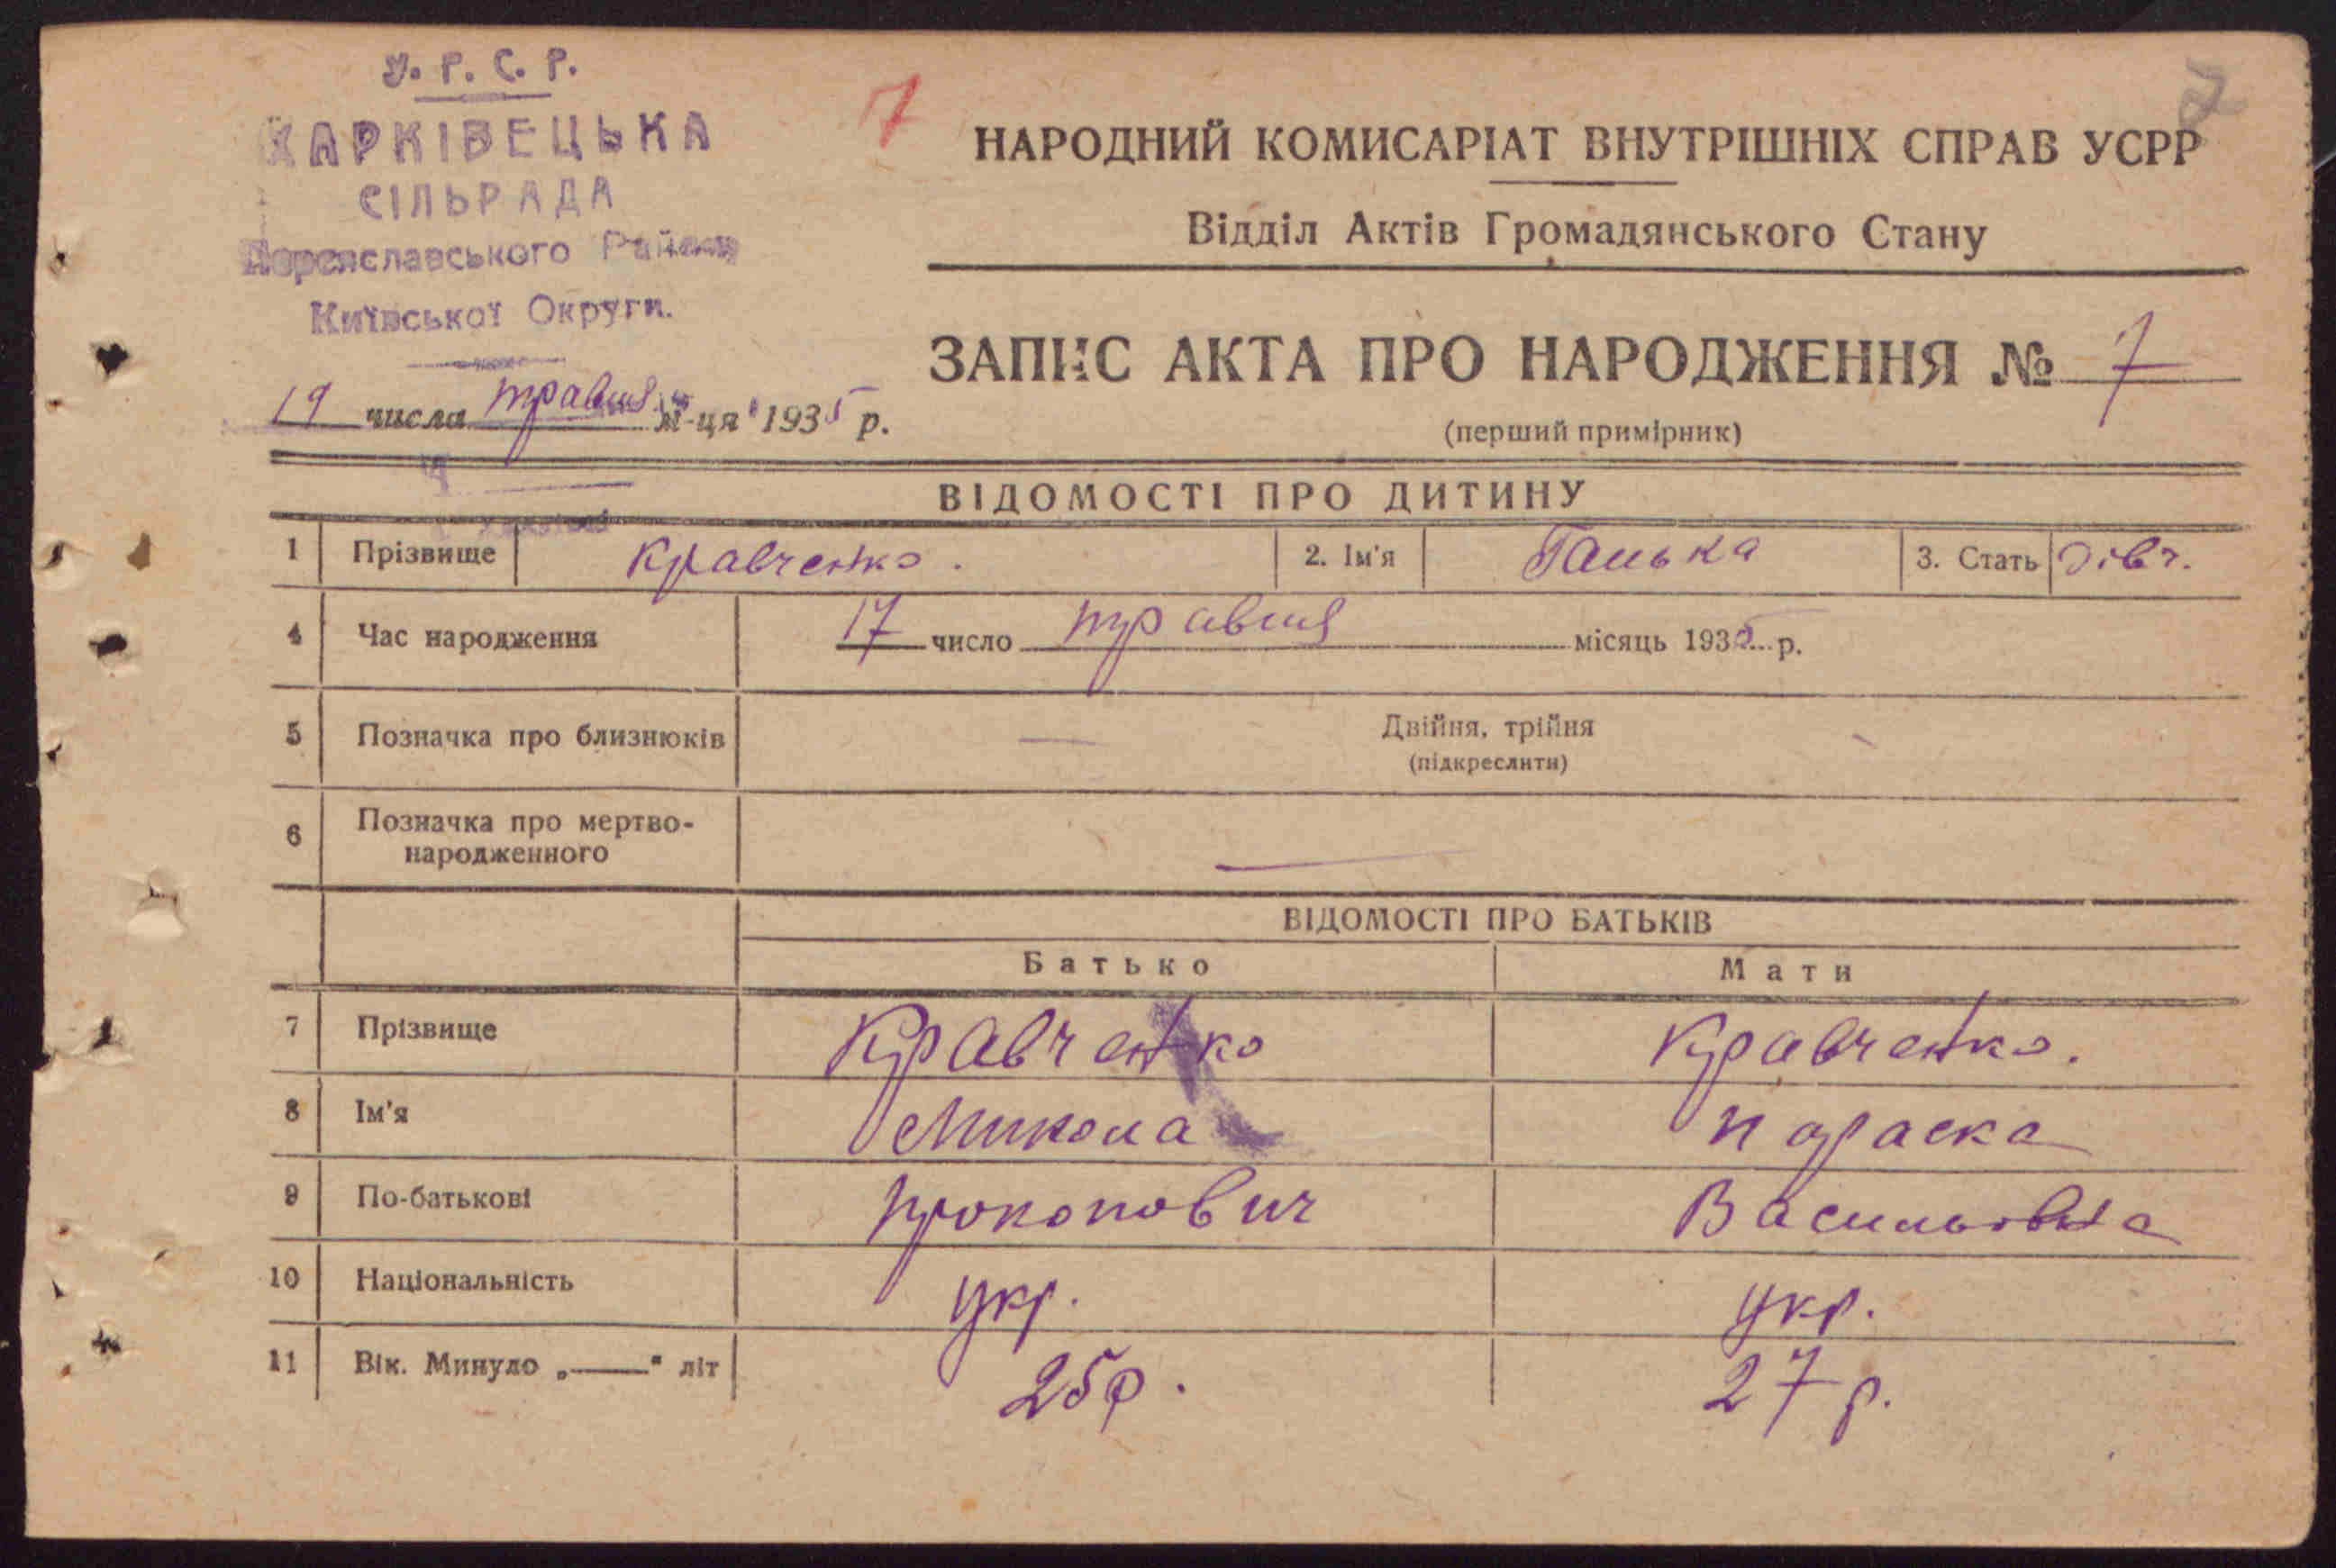 У. Р. С. Р.
ХАРКІВЕЦЬКА
СІЛЬРАДА
Переяславського Району
Київської Округи.
19 числа травня м-ця 1935 р.
7
7
НАРОДНИЙ КОМИСАРІАТ ВНУТРІШНІХ СПРАВ УСРР
Відділ Актів Громадянського Стану
ЗАПИС АКТА ПРО НАРОДЖЕННЯ № 7
(перший примірник)
ВІДОМОСТІ ПРО ДИТИНУ
1 Прізвище Кравченко. 2. Ім'я Ганька 3. Стать дівч.
4 Час народження 17 число травня місяць 1935 р.
5 Позначка про близнюків — Двійня, трійня
(підкреслити)
6 Позначка про мертво-
народженного —
ВІДОМОСТІ ПРО БАТЬКІВ
Батько Мати
7 Прізвище Кравченко Кравченко.
8 Ім'я Микола Параска
9 По-батькові Прокопович Васильовна
10 Національність укр. укр.
11 Вік. Минуло „——“ літ 25 р. 27 р.